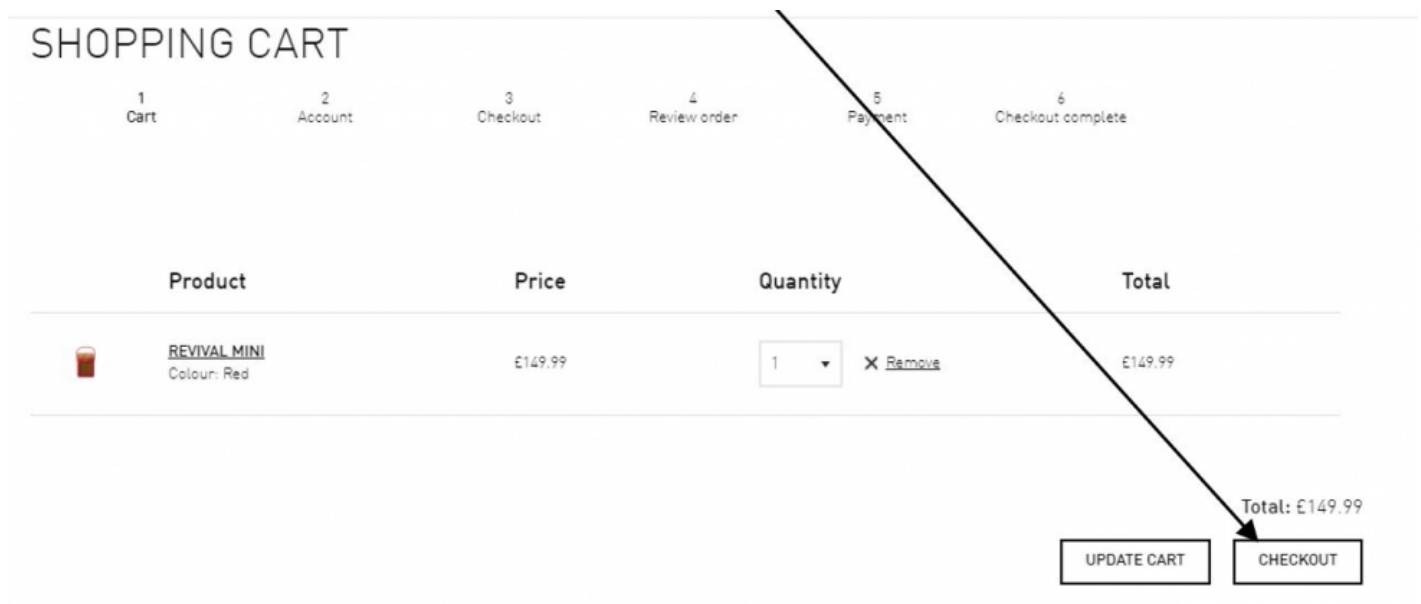 SHOPPING CART
1 2 3 4 5 6
Cart Account Checkout Review order Payment Checkout complete
Product Price Quantity Total
REVIVAL MINI £149.99 1 Remove £149.99
Colour: Red
Total: £149.99
UPDATE CART CHECKOUT